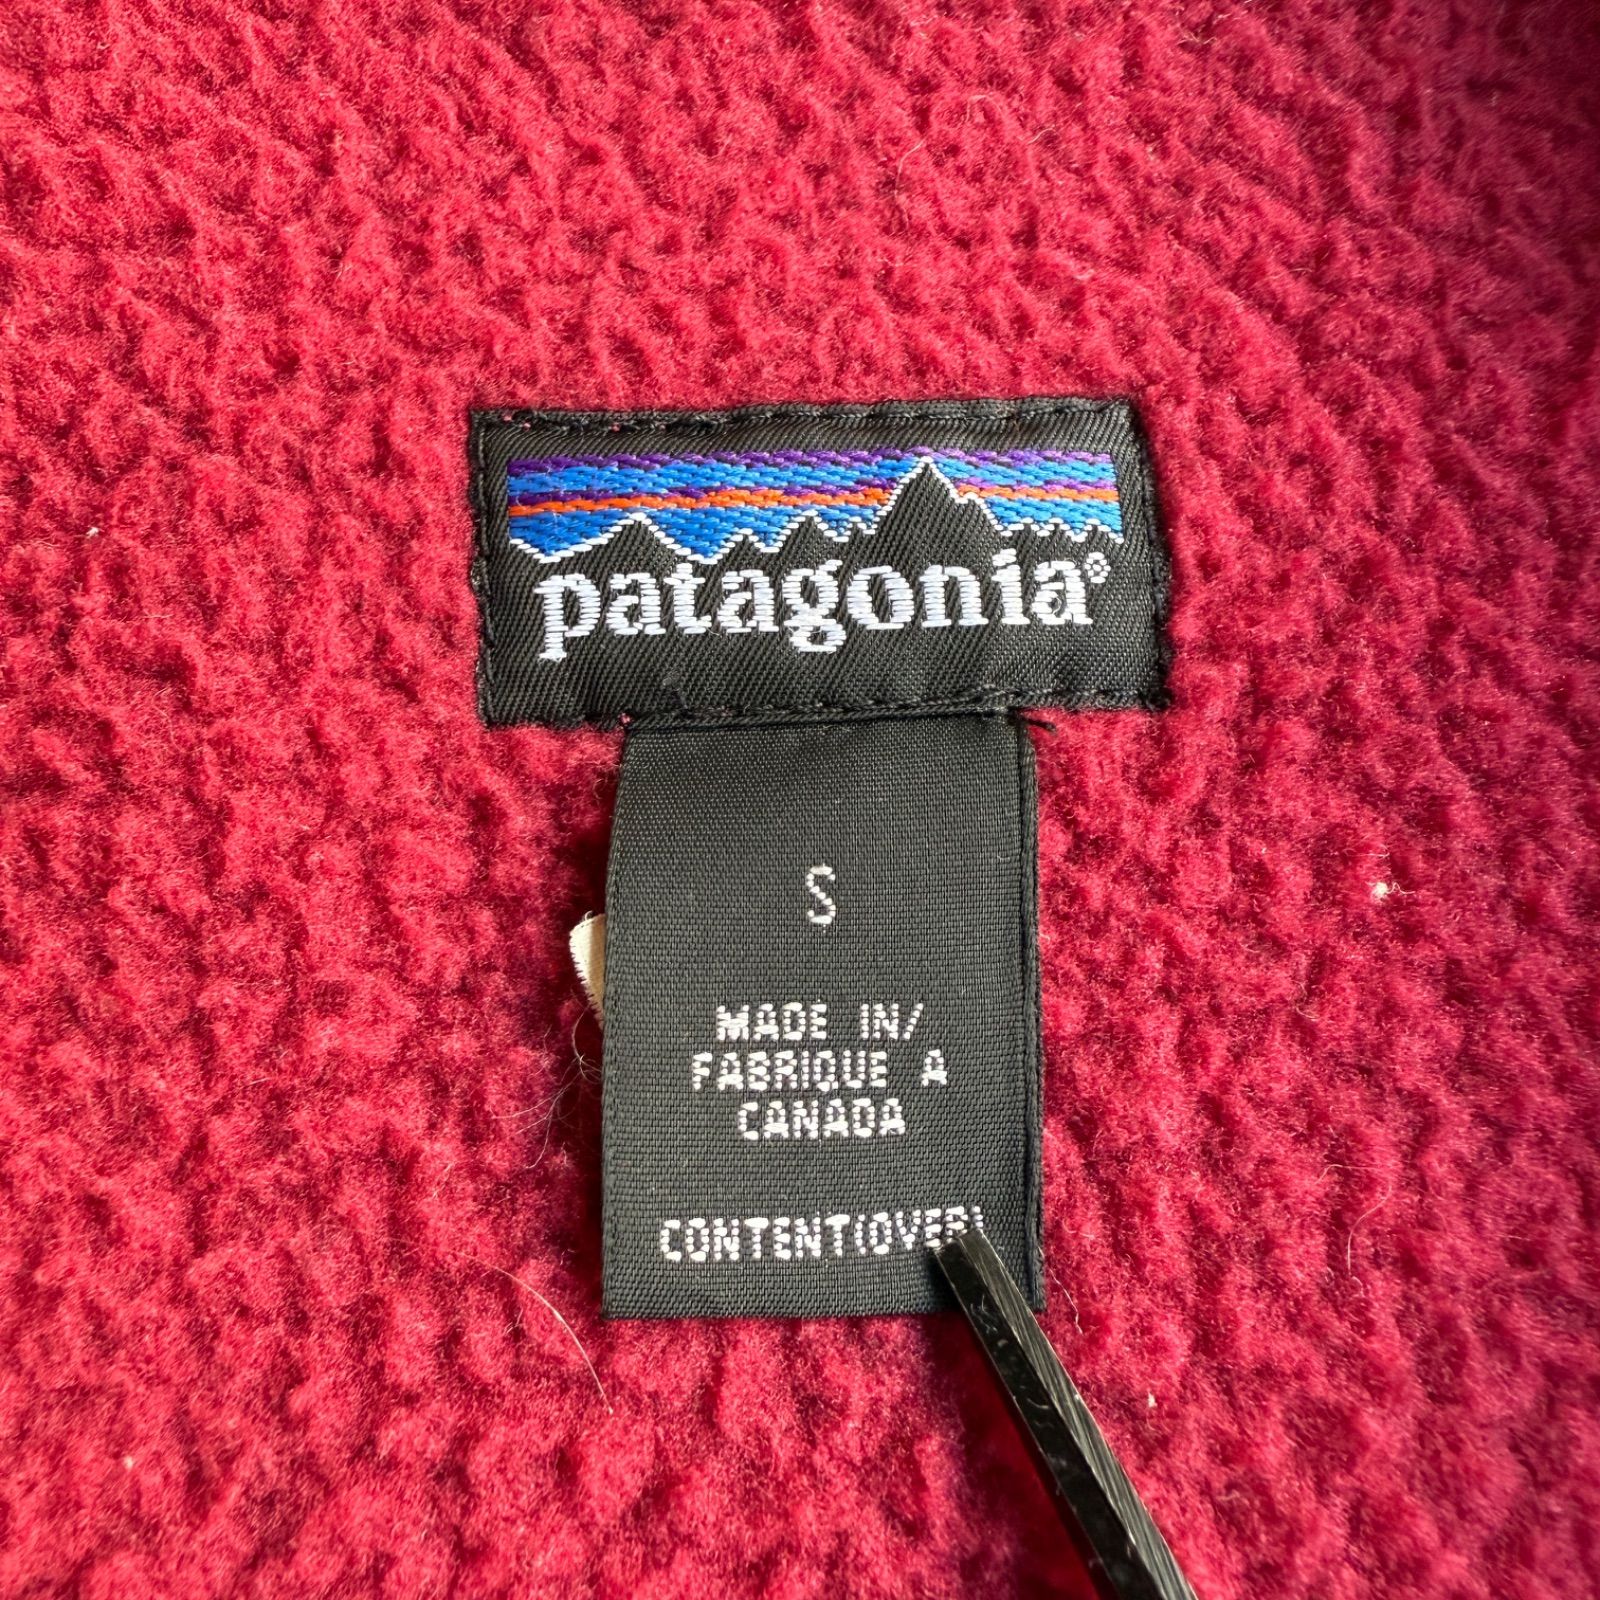 patagonia®
S
MADE IN/
FABRIQUE A
CANADA
CONTENT(OVER)